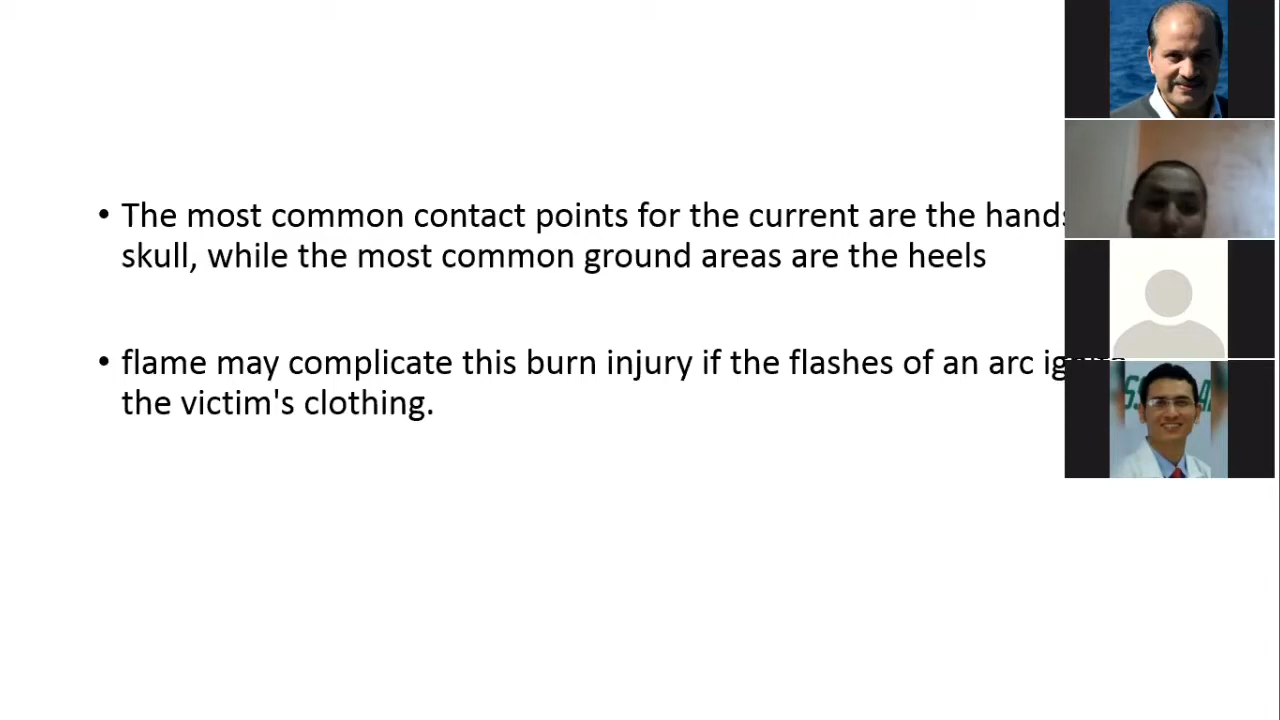 • The most common contact points for the current are the hands
skull, while the most common ground areas are the heels
• flame may complicate this burn injury if the flashes of an arc
the victim's clothing.